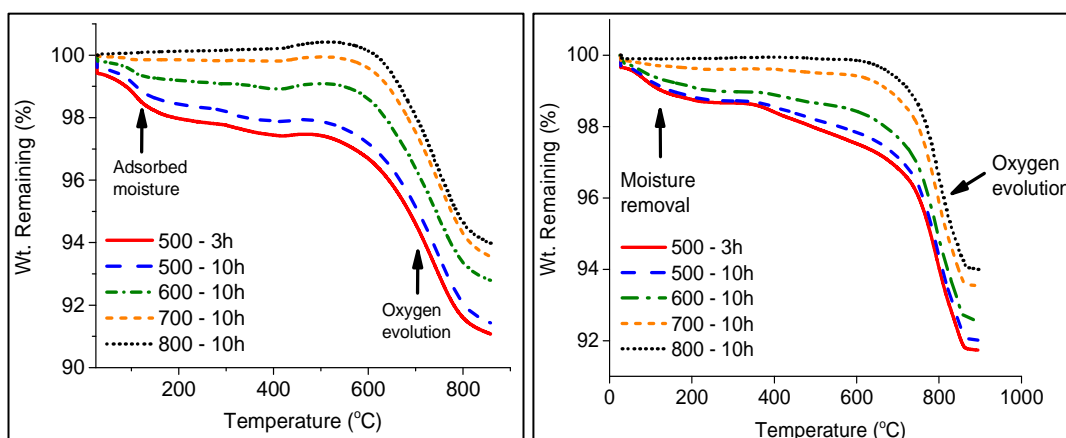 100
98
96
94
91
90
Wt. Remaining (%)
Adsorbed
moisture
500 - 3h
500 - 10h
600 - 10h
700 - 10h
800 - 10h
Oxygen
evolution
200 400 600 800
Temperature (°C)
100
98
96
94
91
Wt. Remaining (%)
Moisture
removal
Oxygen
evolution
500 - 3h
500 - 10h
600 - 10h
700 - 10h
800 - 10h
0 200 400 600 800 1000
Temperature (°C)